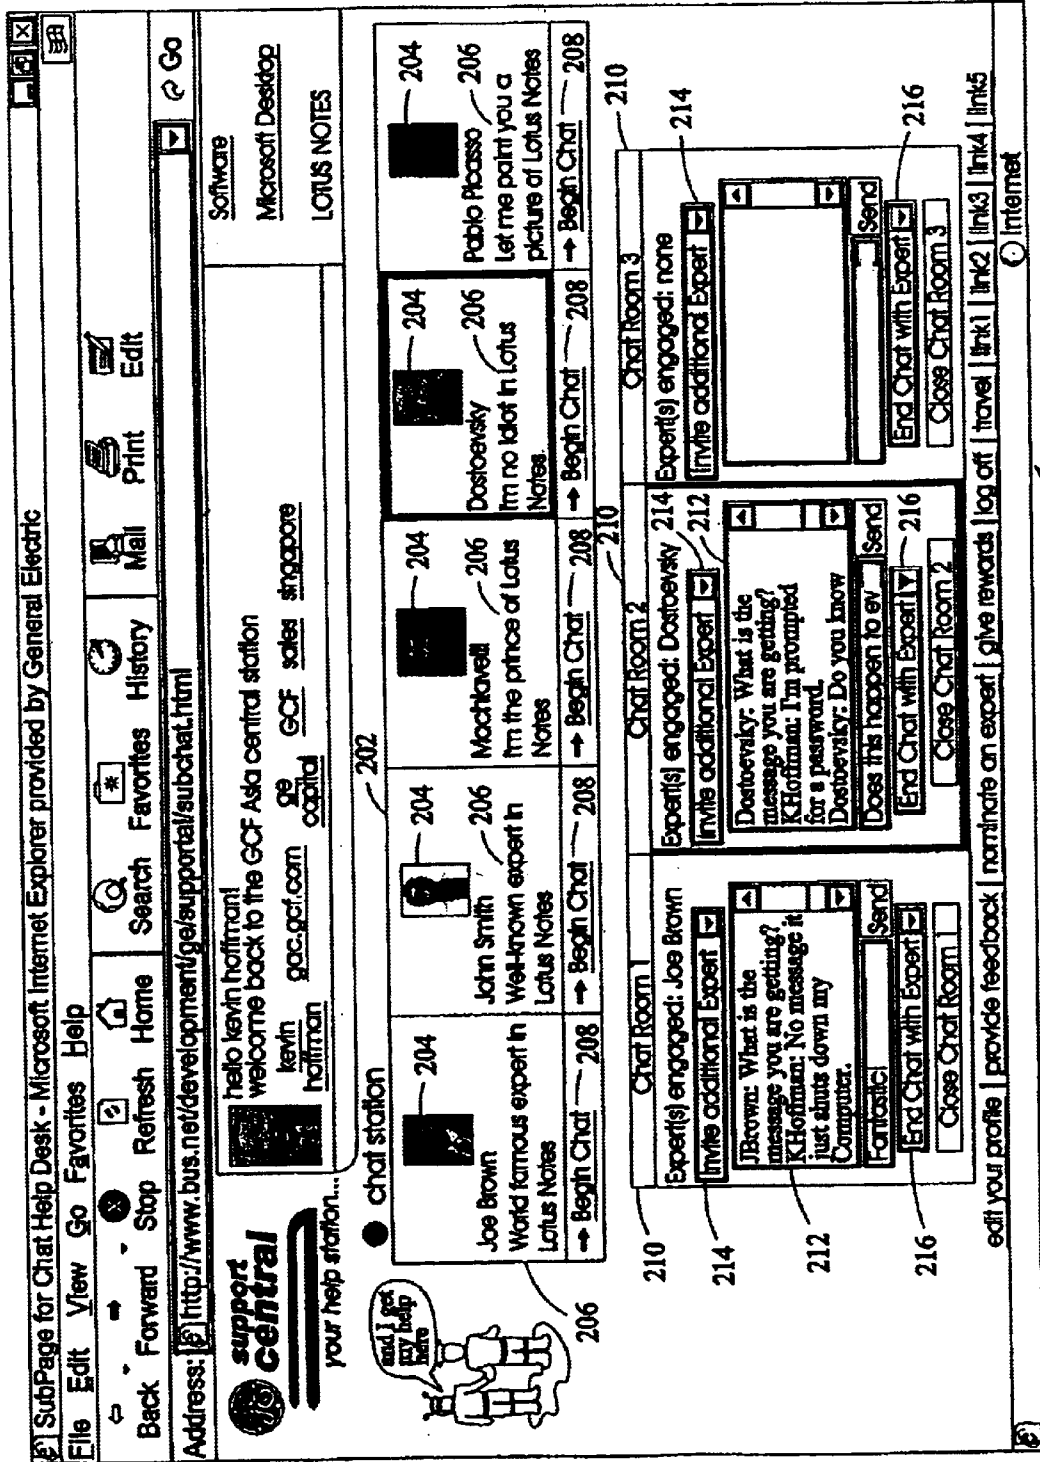 SubPage for Chat Help Desk - Microsoft Internet Explorer provided by General Electric
File Edit View Go Favorites Help
Back Forward Stop Refresh Home Search Favorites History Mail Print Edit
Address: http://www.bus.net/development/ge/supportal/subchat.html Go
support
central
your help station...
hello kevin hoffman!
welcome back to the GCF Asia central station
kevin hoffman gac.gcf.com ge capital GCF sales singapore
Software
Microsoft Desktop
LOTUS NOTES
and I get
my help
here
chat station
202
204
Joe Brown
World famous expert in
Lotus Notes
→ Begin Chat 208
206
204
John Smith 206
Well-known expert in
Lotus Notes
→ Begin Chat 208
204
Machiavelli 206
I'm the prince of Lotus
Notes
→ Begin Chat 208
204
Dostoevsky 206
I'm no Idiot in Lotus
Notes.
→ Begin Chat 208
204
Pablo Picasso 206
Let me paint you a
picture of Lotus Notes
→ Begin Chat 208
210
Chat Room 1
Expert(s) engaged: Joe Brown
214
Invite additional Expert
JBrown: What is the
message you are getting?
KHoffman: No message it
just shuts down my
Computer.
212
Fantastic! Send
End Chat with Expert
216
Close Chat Room 1
210
Chat Room 2
Expert(s) engaged: Dostoevsky 214
Invite additional Expert 212
Dostoevsky: What is the
message you are getting?
KHoffman: I'm prompted
for a password.
Dostoevsky: Do you know
Does this happen to ev Send
End Chat with Expert 216
Close Chat Room 2
210
Chat Room 3
Expert(s) engaged: none
214
Invite additional Expert
Send
End Chat with Expert 216
Close Chat Room 3
edit your profile | provide feedback | nominate an expert | give rewards | log off | travel | link1 | link2 | link3 | link4 | link5
Internet